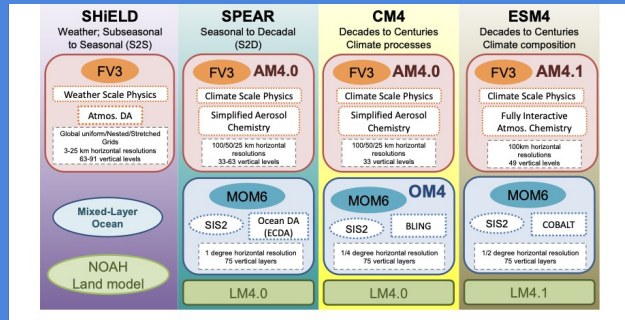 SHiELD
Weather; Subseasonal
to Seasonal (S2S)
FV3
Weather Scale Physics
Atmos. DA
Global uniform/Nested/Stretched
Grids
3-25 km horizontal
resolutions
63-91 vertical levels
Mixed-Layer
Ocean
NOAH
Land model
SPEAR
Seasonal to Decadal
(S2D)
FV3 AM4.0
Climate Scale Physics
Simplified Aerosol
Chemistry
100/50/25 km horizontal
resolutions
33-63 vertical levels
MOM6
SIS2
Ocean DA
(ECDA)
1 degree horizontal resolution
75 vertical layers
LM4.0
CM4
Decades to Centuries
Climate processes
FV3 AM4.0
Climate Scale Physics
Simplified Aerosol
Chemistry
100/50/25 km horizontal
resolutions
33 vertical levels
MOM6 OM4
SIS2
BLING
1/4 degree horizontal resolution
75 vertical layers
LM4.0
ESM4
Decades to Centuries
Climate composition
FV3 AM4.1
Climate Scale Physics
Fully Interactive
Atmos. Chemistry
100km horizontal
resolutions
49 vertical levels
MOM6
SIS2
COBALT
1/2 degree horizontal resolution
75 vertical layers
LM4.1